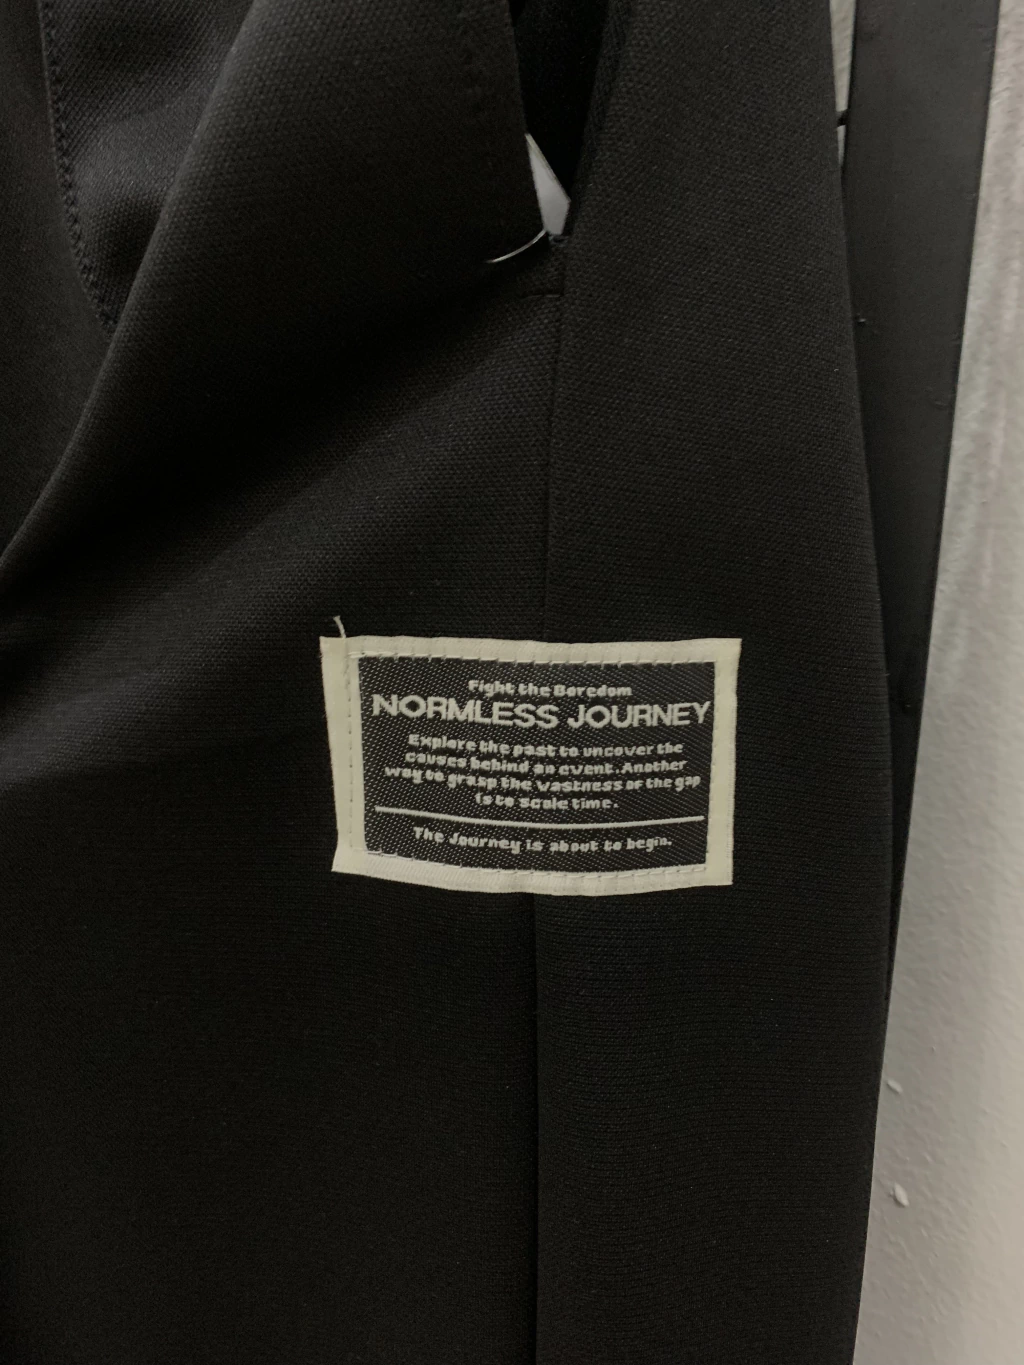 Fight the Boredom
NORMLESS JOURNEY
Explore the past to uncover the
causes behind an event. Another
way to grasp the vastness of the gap
is to scale time.
The Journey is about to begin.